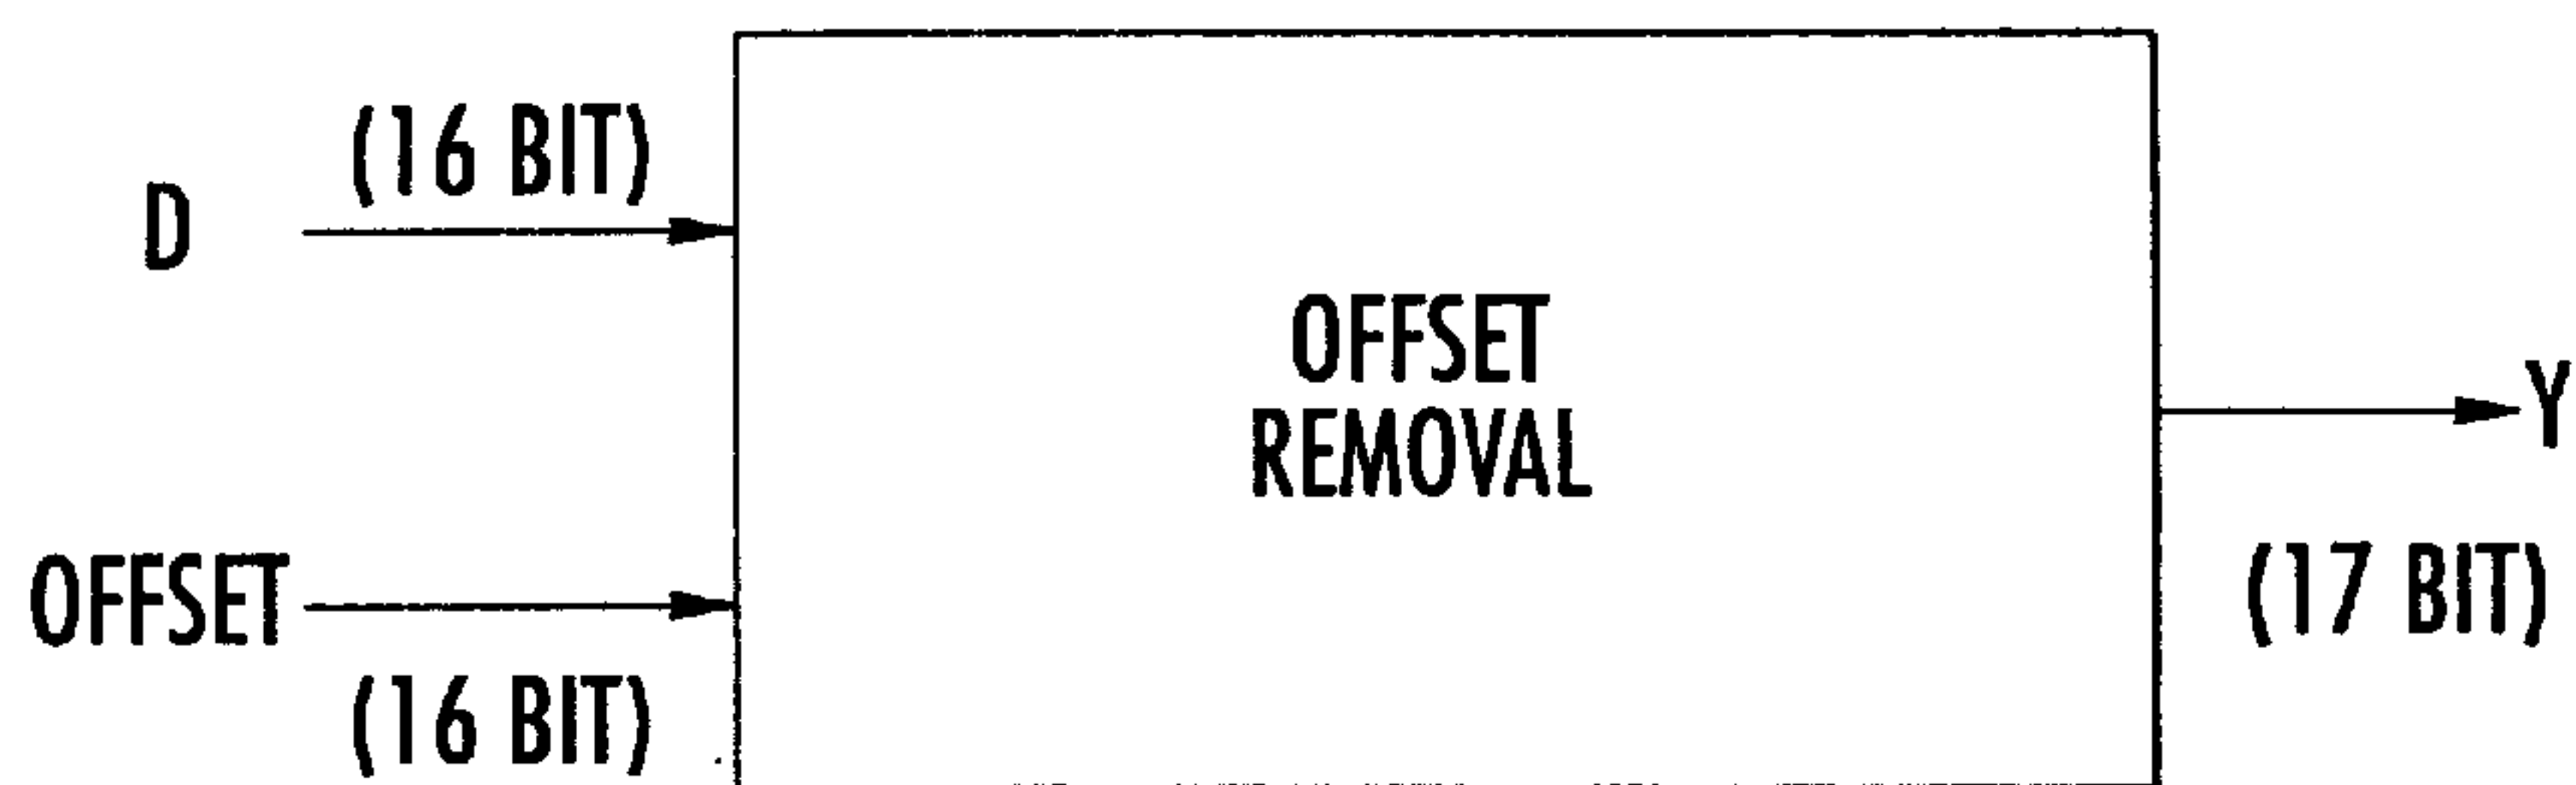 (16 BIT)
D
OFFSET
REMOVAL
Y
OFFSET
(17 BIT)
(16 BIT)